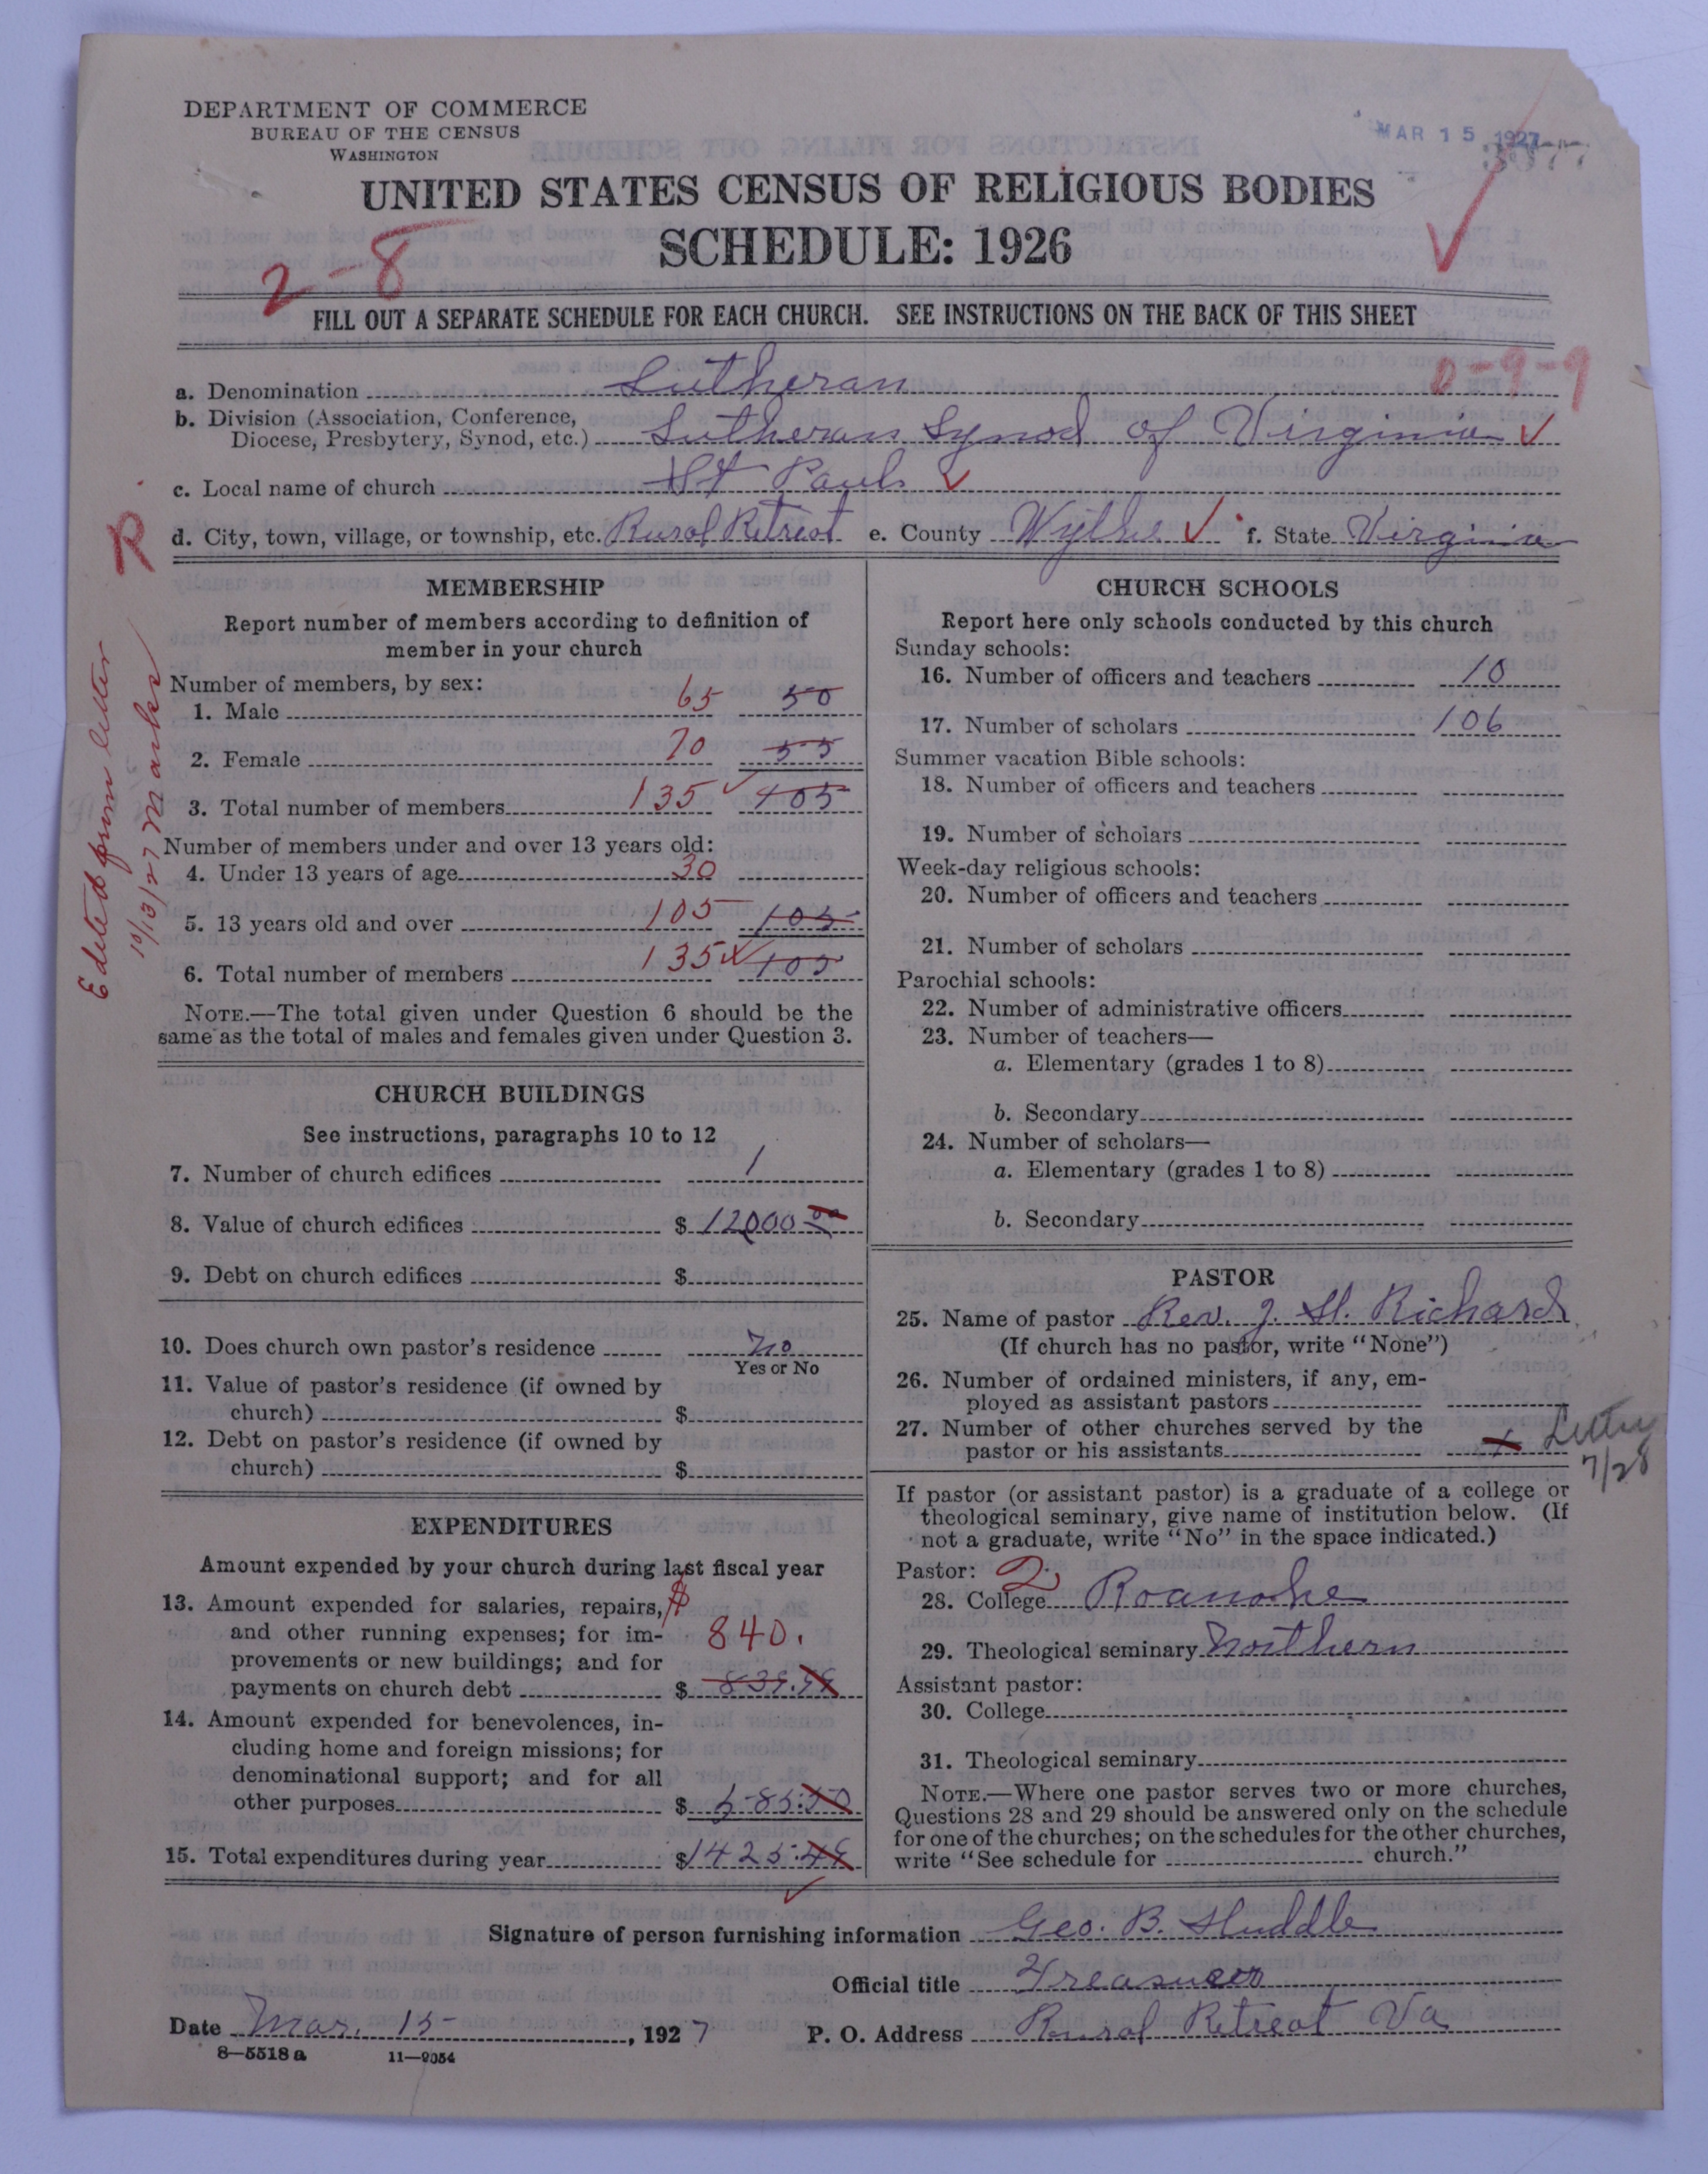 DEPARTMENT OF COMMERCE
BUREAU OF THE CENSUS
WASHINGTON
MAR 15 1927
UNITED STATES CENSUS OF RELIGIOUS BODIES
SCHEDULE: 1926
2-8
FILL OUT A SEPARATE SCHEDULE FOR EACH CHURCH. SEE INSTRUCTIONS ON THE BACK OF THIS SHEET
0-9-9
a. Denomination Lutheran
b. Division (Association, Conference,
Diocese, Presbytery, Synod, etc.) Lutheran Synod of Virginia ✓
c. Local name of church St Pauls ✓
d. City, town, village, or township, etc. Rural Retreat e. County Wythe ✓ f. State Virginia
R.
Edited from letter
10/13/27 Marks
MEMBERSHIP
Report number of members according to definition of
member in your church
Number of members, by sex:
1. Male 65 50
2. Female 70 55
3. Total number of members 135 ✓ 105
Number of members under and over 13 years old:
4. Under 13 years of age 30
5. 13 years old and over 105 105
6. Total number of members 135 ✓ 105
NOTE.—The total given under Question 6 should be the
same as the total of males and females given under Question 3.
CHURCH BUILDINGS
See instructions, paragraphs 10 to 12
7. Number of church edifices 1
8. Value of church edifices $ 12000 00
9. Debt on church edifices $
10. Does church own pastor's residence No
Yes or No
11. Value of pastor's residence (if owned by
church) $
12. Debt on pastor's residence (if owned by
church) $
EXPENDITURES
Amount expended by your church during last fiscal year
13. Amount expended for salaries, repairs, $
and other running expenses; for im- 840.
provements or new buildings; and for
payments on church debt $ 839.
14. Amount expended for benevolences, in-
cluding home and foreign missions; for
denominational support; and for all
other purposes $ 585.50
15. Total expenditures during year $1425.
CHURCH SCHOOLS
Report here only schools conducted by this church
Sunday schools:
16. Number of officers and teachers 10
17. Number of scholars 106
Summer vacation Bible schools:
18. Number of officers and teachers
19. Number of scholars
Week-day religious schools:
20. Number of officers and teachers
21. Number of scholars
Parochial schools:
22. Number of administrative officers
23. Number of teachers—
a. Elementary (grades 1 to 8)
b. Secondary
24. Number of scholars—
a. Elementary (grades 1 to 8)
b. Secondary
PASTOR
25. Name of pastor Rev. J. H. Richard
(If church has no pastor, write "None")
26. Number of ordained ministers, if any, em-
ployed as assistant pastors
27. Number of other churches served by the
pastor or his assistants
7/28
If pastor (or assistant pastor) is a graduate of a college or
theological seminary, give name of institution below. (If
not a graduate, write "No" in the space indicated.)
Pastor: 2
28. College Roanoke
29. Theological seminary Northern
Assistant pastor:
30. College
31. Theological seminary
NOTE.—Where one pastor serves two or more churches,
Questions 28 and 29 should be answered only on the schedule
for one of the churches; on the schedules for the other churches,
write "See schedule for church."
Signature of person furnishing information Geo. B. Huddle
Official title Treasurer
Date Mar. 15, 1927 P. O. Address Rural Retreat Va
8—5518 a 11—9054